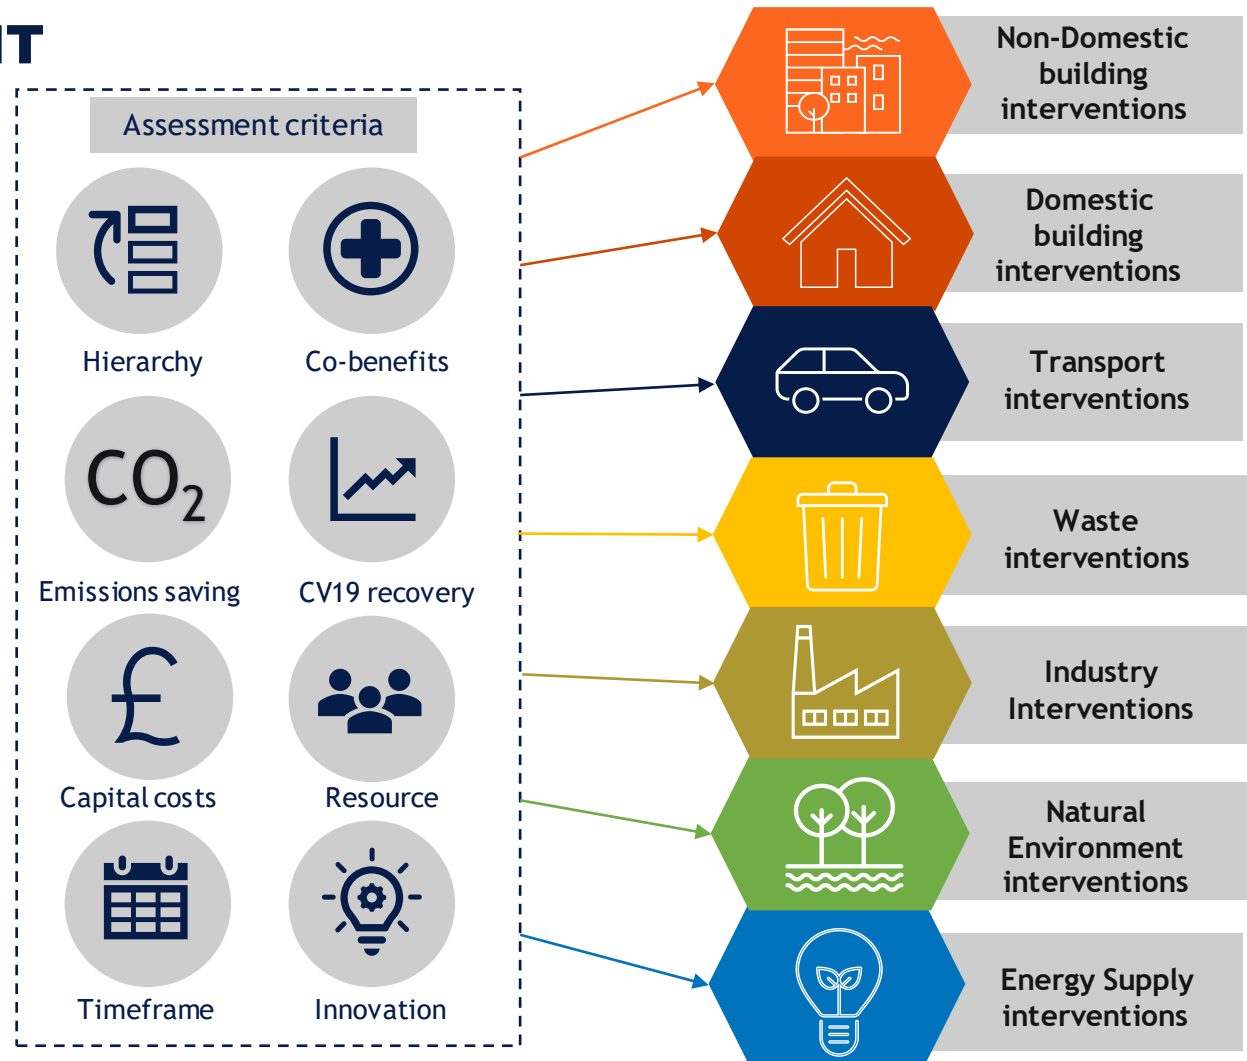 Assessment criteria
Hierarchy
Co-benefits
CO2
Emissions saving
CV19 recovery
£
Capital costs
Resource
Timeframe
Innovation
Non-Domestic
building
interventions
Domestic
building
interventions
Transport
interventions
Waste
interventions
Industry
Interventions
Natural
Environment
interventions
Energy Supply
interventions